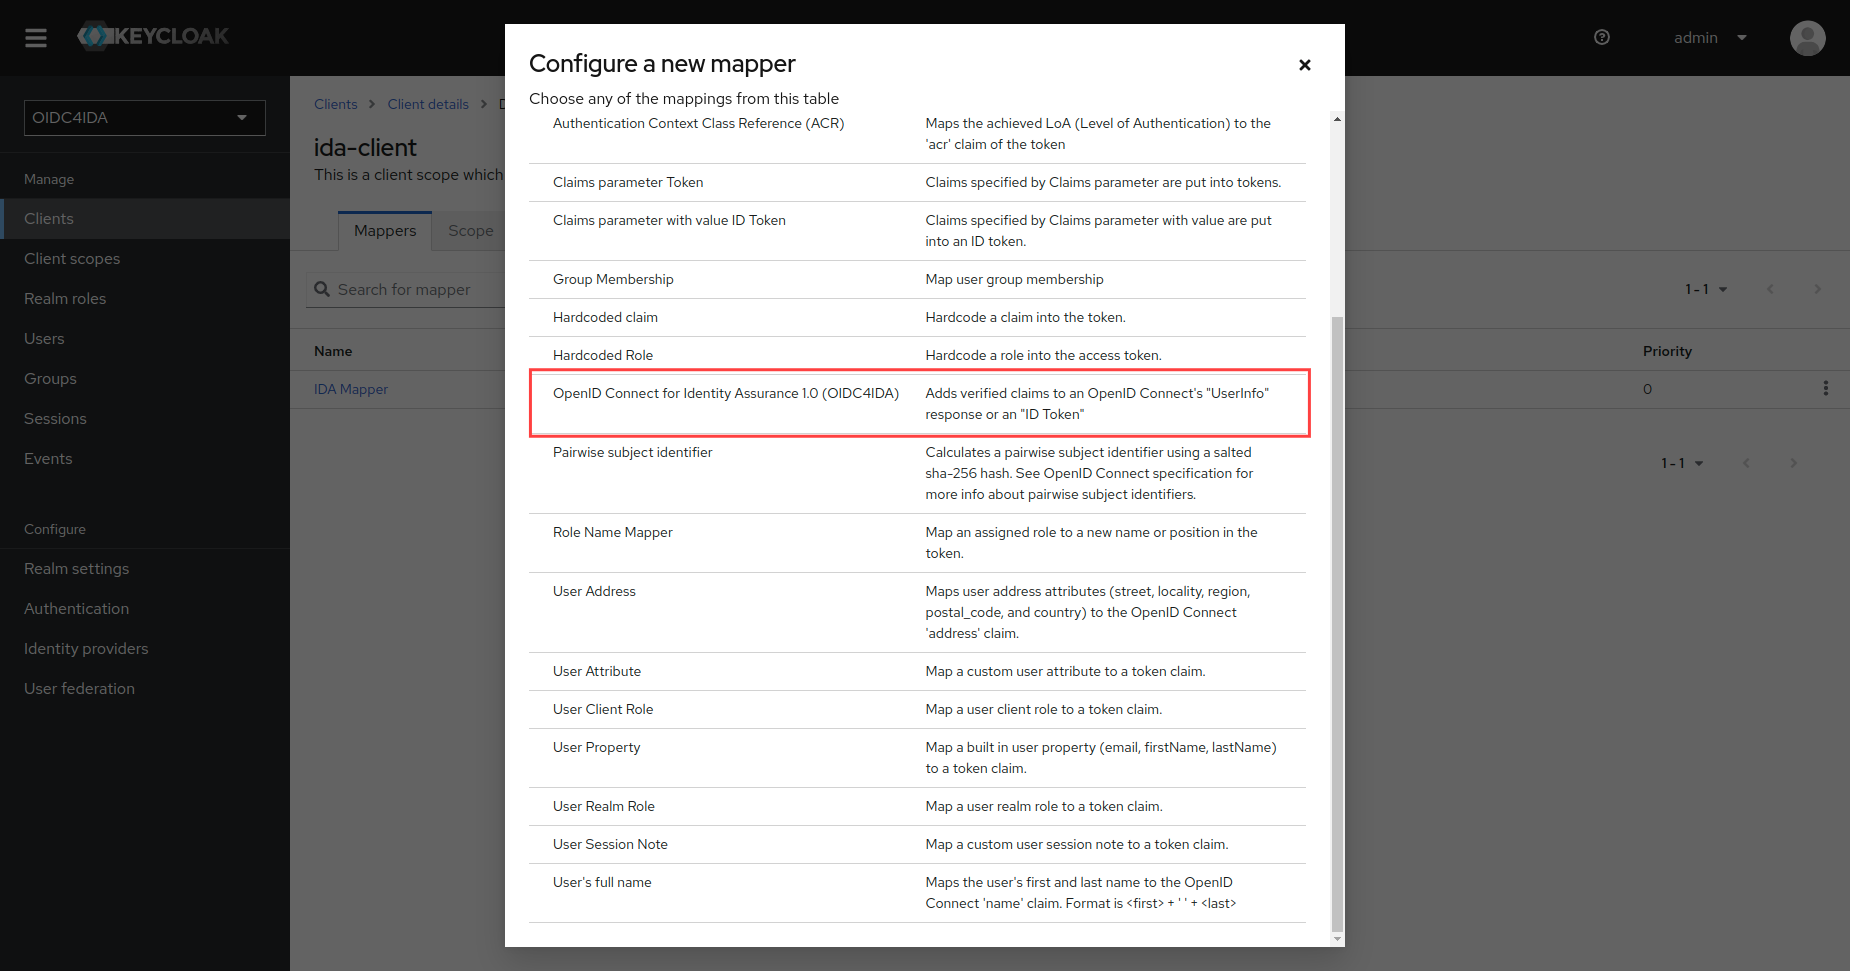 KEYCLOAK
admin
OIDC4IDA
Manage
Clients
Client scopes
Realm roles
Users
Groups
Sessions
Events
Configure
Realm settings
Authentication
Identity providers
User federation
Clients
Client details
ida-client
This is a client scope which
Mappers
Scope
Search for mapper
1 - 1
Name
Priority
IDA Mapper
0
1 - 1
Configure a new mapper
Choose any of the mappings from this table
Authentication Context Class Reference (ACR)
Maps the achieved LoA (Level of Authentication) to the
'acr' claim of the token
Claims parameter Token
Claims specified by Claims parameter are put into tokens.
Claims parameter with value ID Token
Claims specified by Claims parameter with value are put
into an ID token.
Group Membership
Map user group membership
Hardcoded claim
Hardcode a claim into the token.
Hardcoded Role
Hardcode a role into the access token.
OpenID Connect for Identity Assurance 1.0 (OIDC4IDA)
Adds verified claims to an OpenID Connect's "UserInfo"
response or an "ID Token"
Pairwise subject identifier
Calculates a pairwise subject identifier using a salted
sha-256 hash. See OpenID Connect specification for
more info about pairwise subject identifiers.
Role Name Mapper
Map an assigned role to a new name or position in the
token.
User Address
Maps user address attributes (street, locality, region,
postal_code, and country) to the OpenID Connect
'address' claim.
User Attribute
Map a custom user attribute to a token claim.
User Client Role
Map a user client role to a token claim.
User Property
Map a built in user property (email, firstName, lastName)
to a token claim.
User Realm Role
Map a user realm role to a token claim.
User Session Note
Map a custom user session note to a token claim.
User's full name
Maps the user's first and last name to the OpenID
Connect 'name' claim. Format is <first> + ' ' + <last>